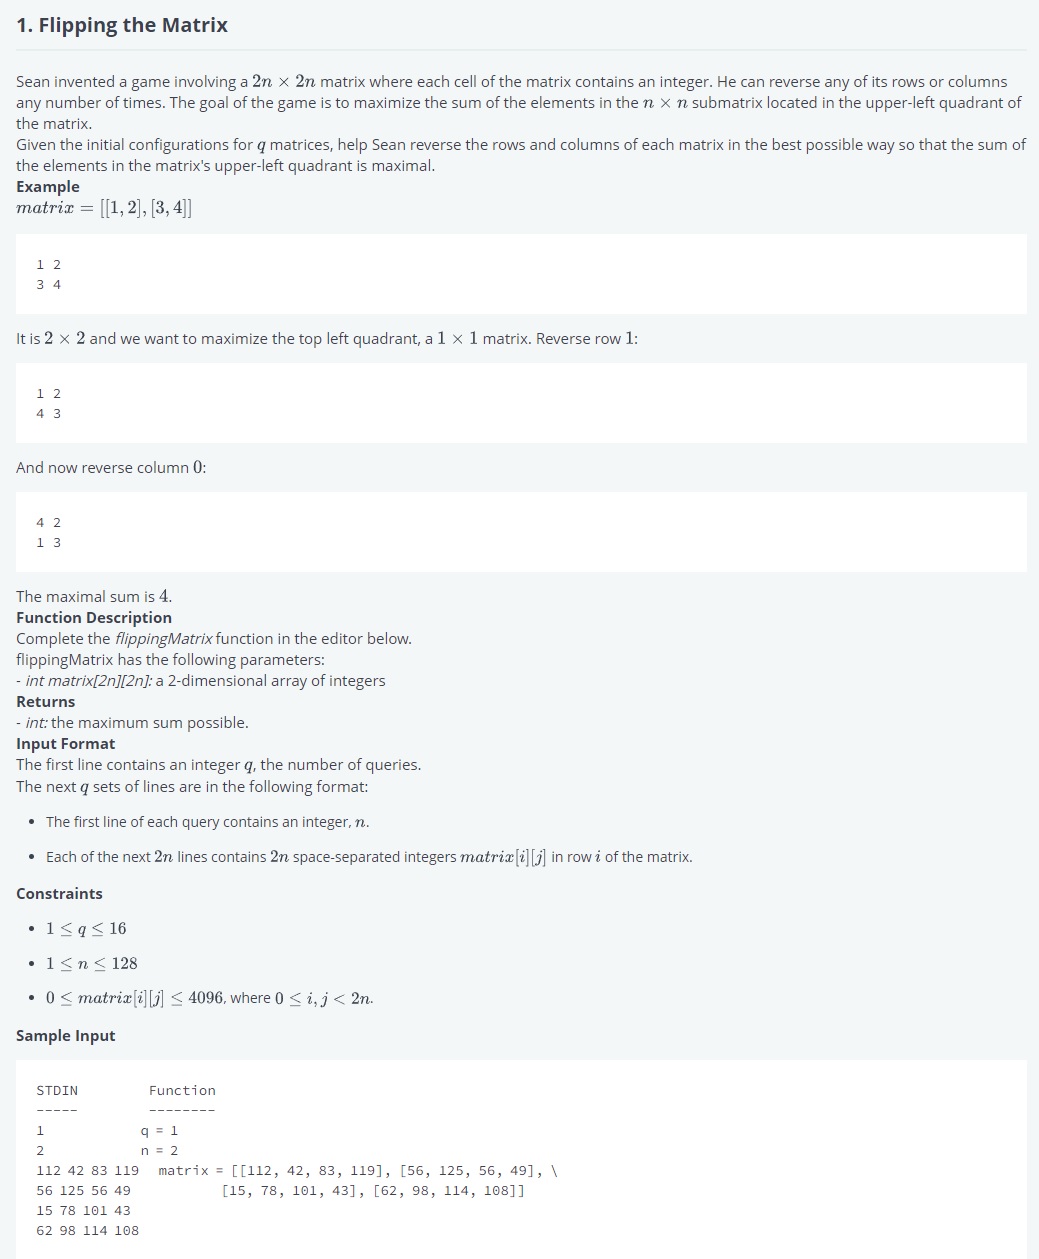 1. Flipping the Matrix
Sean invented a game involving a 2n × 2n matrix where each cell of the matrix contains an integer. He can reverse any of its rows or columns
any number of times. The goal of the game is to maximize the sum of the elements in the n × n submatrix located in the upper-left quadrant of
the matrix.
Given the initial configurations for q matrices, help Sean reverse the rows and columns of each matrix in the best possible way so that the sum of
the elements in the matrix's upper-left quadrant is maximal.
Example
matrix = [[1, 2], [3, 4]]
1 2
3 4
It is 2 × 2 and we want to maximize the top left quadrant, a 1 × 1 matrix. Reverse row 1:
1 2
4 3
And now reverse column 0:
4 2
1 3
The maximal sum is 4.
Function Description
Complete the flippingMatrix function in the editor below.
flippingMatrix has the following parameters:
- int matrix[2n][2n]: a 2-dimensional array of integers
Returns
- int: the maximum sum possible.
Input Format
The first line contains an integer q, the number of queries.
The next q sets of lines are in the following format:
• The first line of each query contains an integer, n.
• Each of the next 2n lines contains 2n space-separated integers matrix[i][j] in row i of the matrix.
Constraints
• 1 ≤ q ≤ 16
• 1 ≤ n ≤ 128
• 0 ≤ matrix[i][j] ≤ 4096, where 0 ≤ i, j < 2n.
Sample Input
STDIN Function
----- --------
1 q = 1
2 n = 2
112 42 83 119 matrix = [[112, 42, 83, 119], [56, 125, 56, 49], \
56 125 56 49 [15, 78, 101, 43], [62, 98, 114, 108]]
15 78 101 43
62 98 114 108